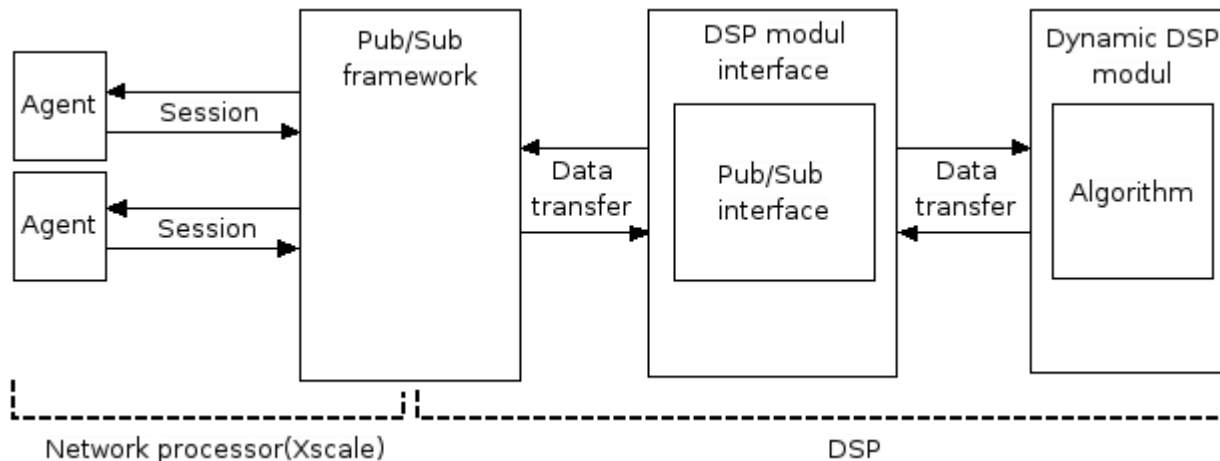 Pub/Sub
framework
DSP modul
interface
Dynamic DSP
modul
Agent
Session
Agent
Session
Data
transfer
Pub/Sub
interface
Data
transfer
Algorithm
Network processor(Xscale)
DSP